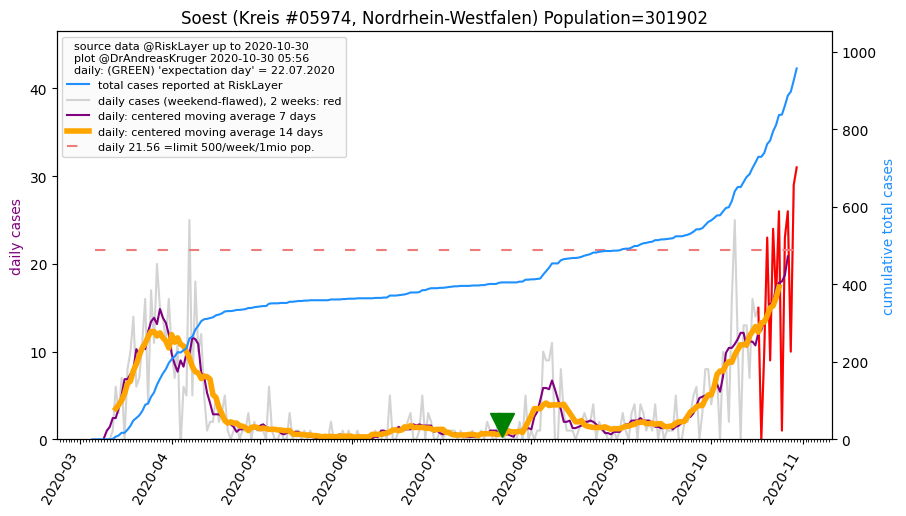 Soest (Kreis #05974, Nordrhein-Westfalen) Population=301902
source data @RiskLayer up to 2020-10-30
plot @DrAndreasKruger 2020-10-30 05:56
daily: (GREEN) 'expectation day' = 22.07.2020
total cases reported at RiskLayer
daily cases (weekend-flawed), 2 weeks: red
daily: centered moving average 7 days
daily: centered moving average 14 days
daily 21.56 =limit 500/week/1mio pop.
daily cases
40
30
20
10
0
cumulative total cases
1000
800
600
400
200
0
2020-03
2020-04
2020-05
2020-06
2020-07
2020-08
2020-09
2020-10
2020-11